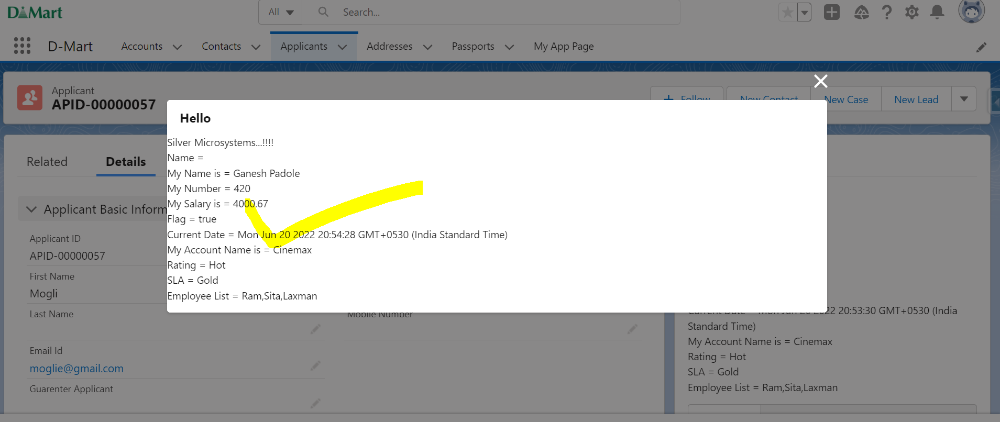 D Mart
All
Search...
D-Mart
Accounts
Contacts
Applicants
Addresses
Passports
My App Page
Applicant
APID-00000057
Follow
New Contact
New Case
New Lead
Hello
Silver Microsystems...!!!!
Name =
My Name is = Ganesh Padole
My Number = 420
My Salary is = 4000.67
Flag = true
Current Date = Mon Jun 20 2022 20:54:28 GMT+0530 (India Standard Time)
My Account Name is = Cinemax
Rating = Hot
SLA = Gold
Employee List = Ram,Sita,Laxman
Related
Details
Applicant Basic Inform
Applicant ID
APID-00000057
First Name
Mogli
Last Name
Mobile Number
Email Id
moglie@gmail.com
Guarenter Applicant
Current Date = Mon Jun 20 2022 20:53:30 GMT+0530 (India
Standard Time)
My Account Name is = Cinemax
Rating = Hot
SLA = Gold
Employee List = Ram,Sita,Laxman